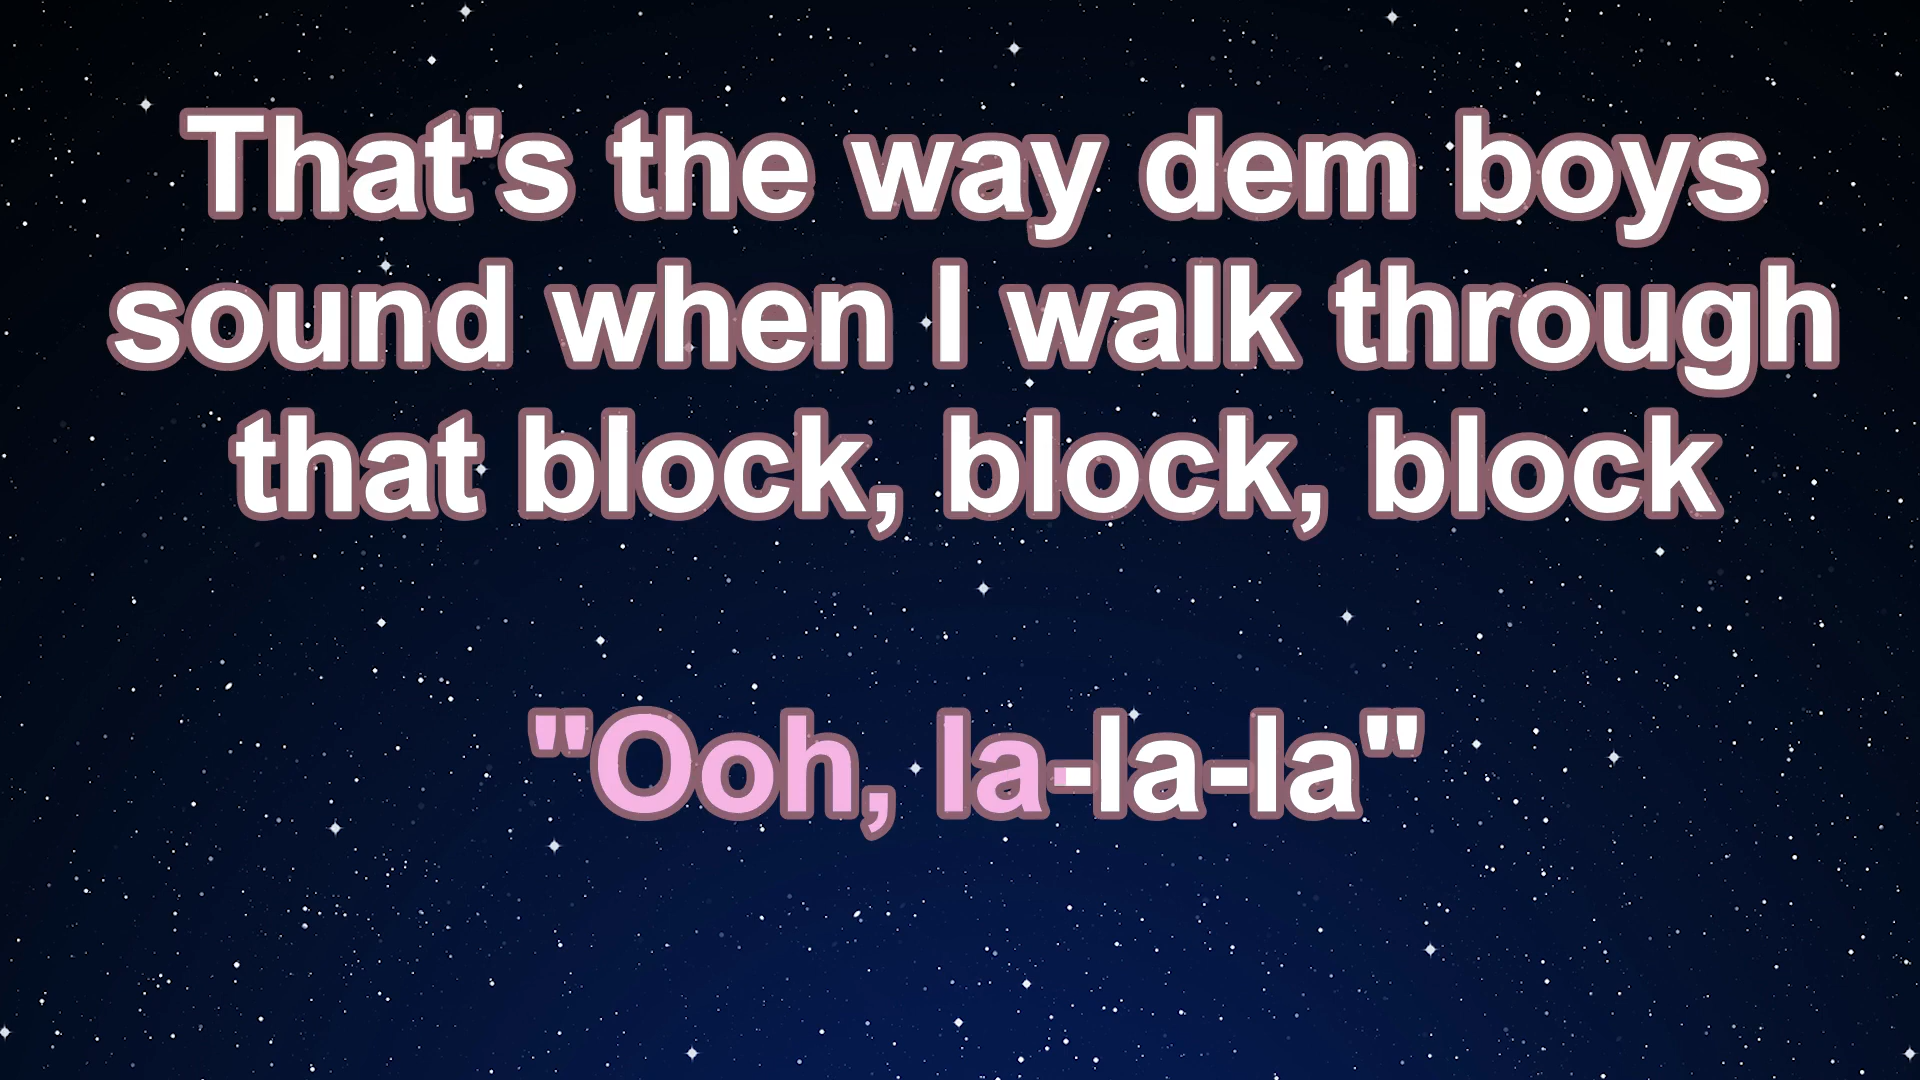 That's the way dem boys
sound when I walk through
that block, block, block
"Ooh, la-la-la"